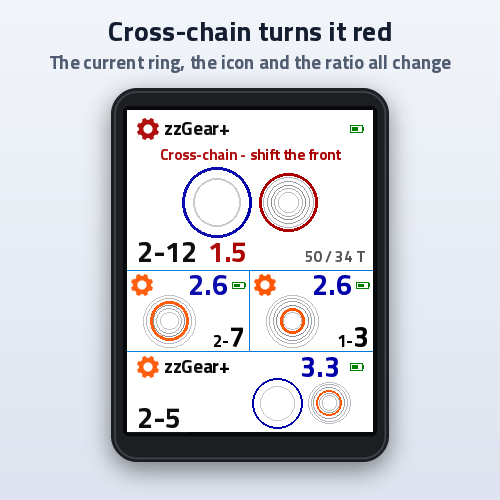 Cross-chain turns it red
The current ring, the icon and the ratio all change
zzGear+
Cross-chain - shift the front
2-12 1.5 50 / 34 T
2.6
2-7
2.6
1-3
zzGear+ 3.3
2-5